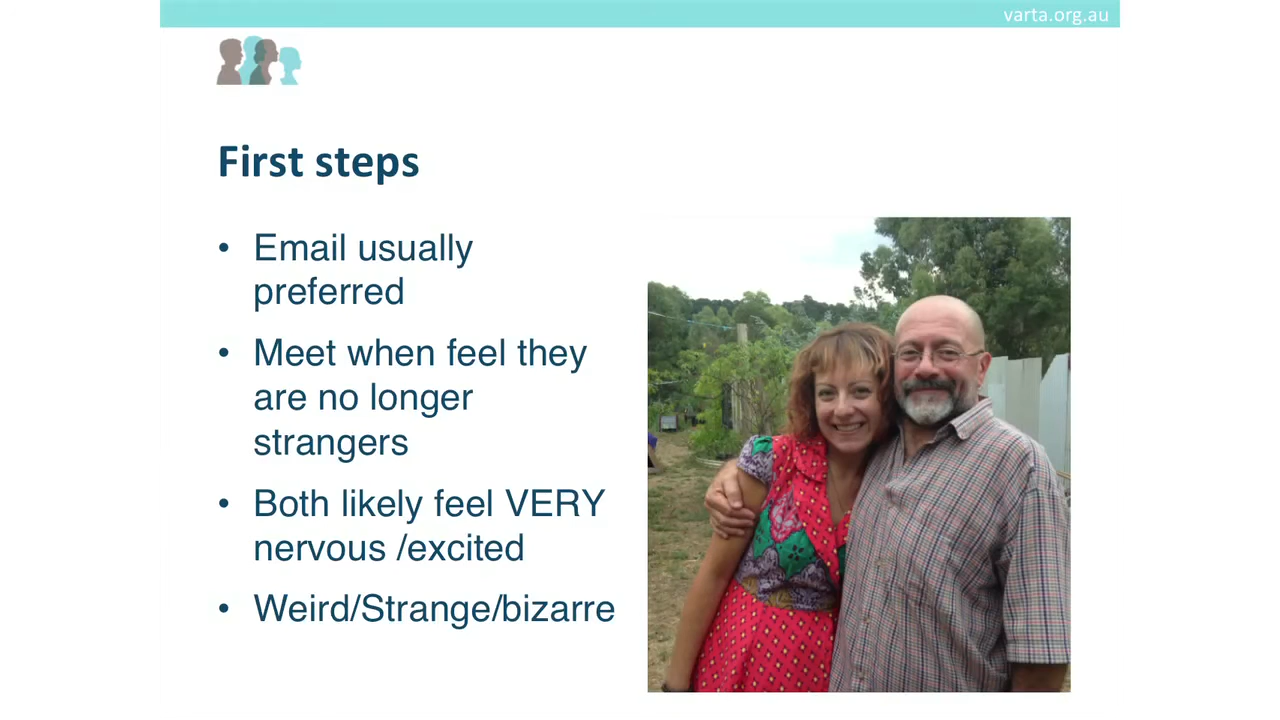 varta.org.au
First steps
• Email usually
preferred
• Meet when feel they
are no longer
strangers
• Both likely feel VERY
nervous /excited
• Weird/Strange/bizarre